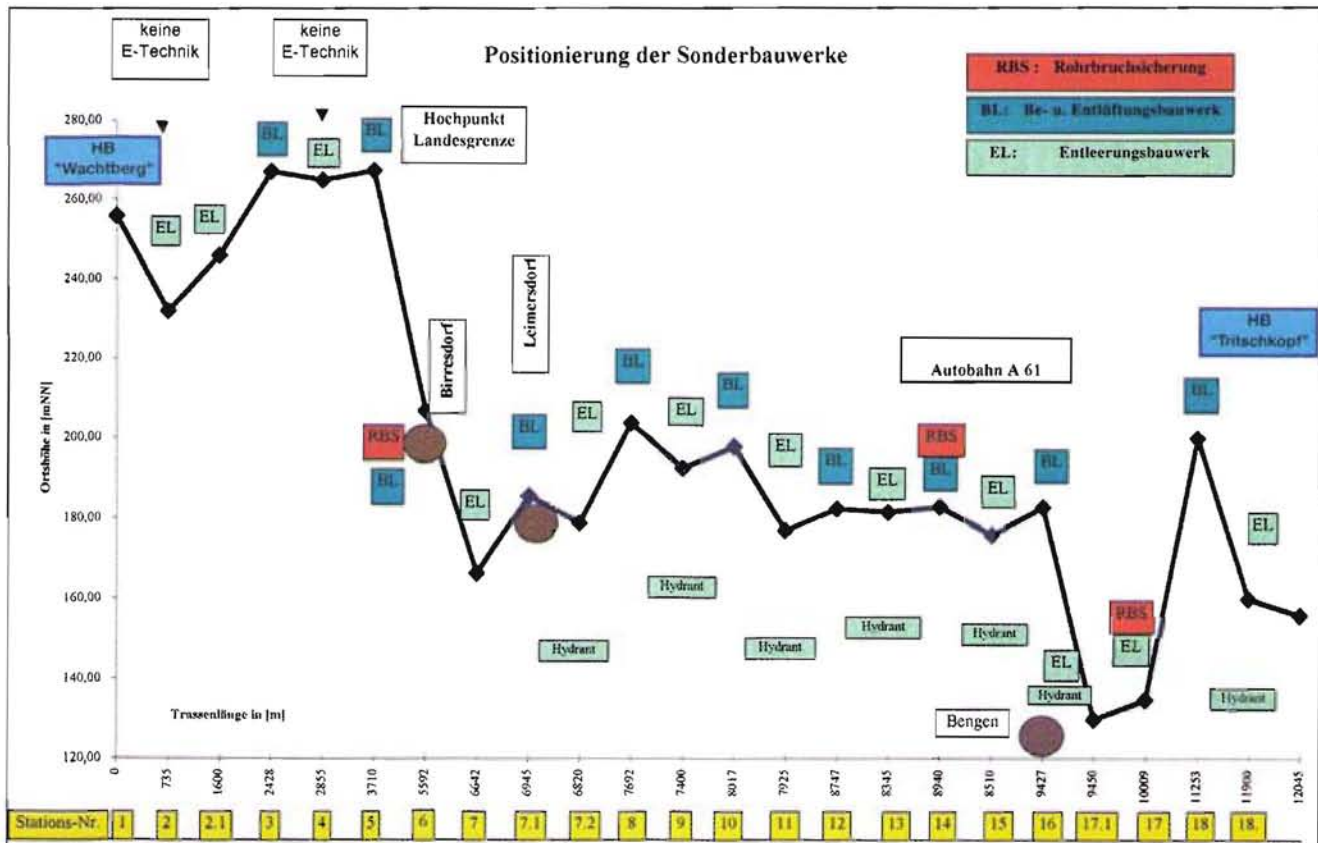 keine
E-Technik
keine
E-Technik
Positionierung der Sonderbauwerke
RBS : Rohrbruchsicherung
BL: Be- u. Entlüftungsbauwerk
EL: Entleerungsbauwerk
Hochpunkt
Landesgrenze
HB
"Wachtberg"
BL
EL
BL
EL
EL
Birresdorf
Leimersdorf
HB
"Tritschkopf"
Autobahn A 61
RBS
BL
EL
BL
EL
BL
EL
BL
EL
BL
EL
RBS
BL
EL
BL
BL
EL
Hydrant
Hydrant
Hydrant
Hydrant
Hydrant
EL
Hydrant
RBS
EL
Hydrant
Bengen
Ortshöhe in [mNN]
280,00
260,00
240,00
220,00
200,00
180,00
160,00
140,00
120,00
Trassenlänge in [m]
0 735 1600 2428 2855 3710 5592 6642 6945 6820 7692 7400 8017 7925 8747 8345 8940 8510 9427 9450 10009 11253 11900 12045
Stations-Nr. 1 2 2.1 3 4 5 6 7 7.1 7.2 8 9 10 11 12 13 14 15 16 17.1 17 18 18.